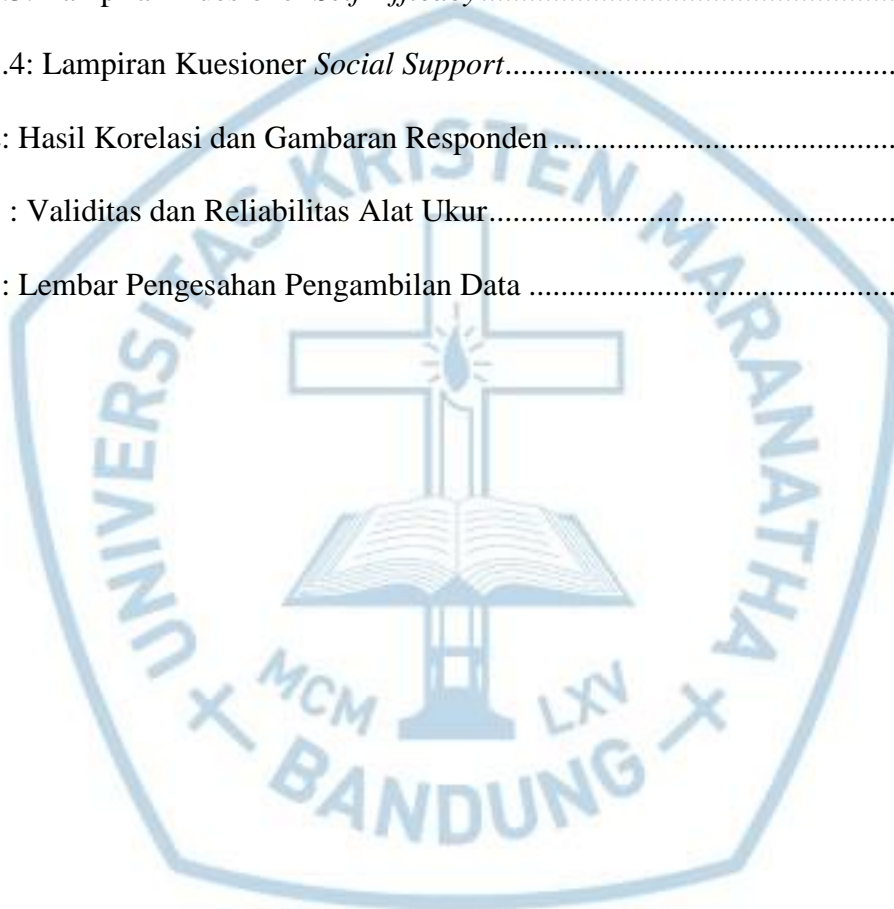 .4: Lampiran Kuesioner Social Support........................................................
: Hasil Korelasi dan Gambaran Responden..................................................
: Validitas dan Reliabilitas Alat Ukur..........................................................
: Lembar Pengesahan Pengambilan Data.....................................................
UNIVERSITAS KRISTEN MARANATHA
MCM LXV
BANDUNG